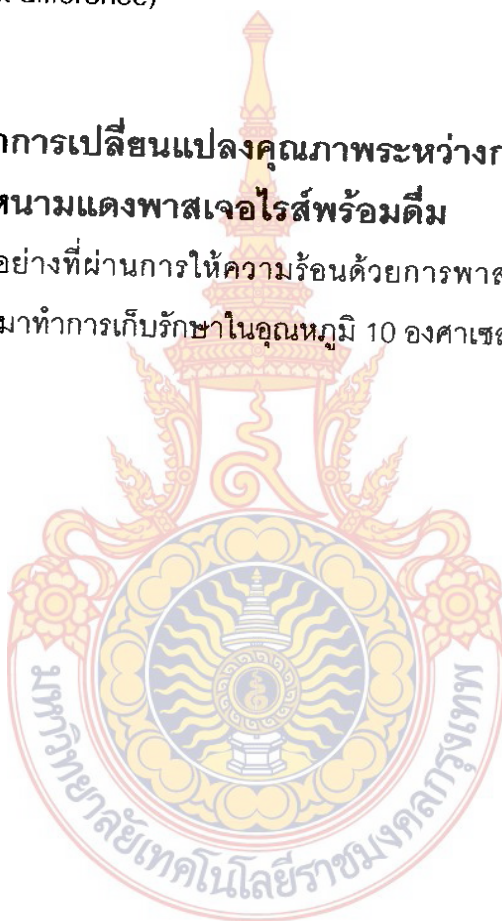 difference)
าการเปลี่ยนแปลงคุณภาพระหว่างก
หนามแดงพาสเจอไรส์พร้อมดื่ม
อย่างที่ผ่านการให้ความร้อนด้วยการพาส
มาทำการเก็บรักษาในอุณหภูมิ 10 องศาเซล
มหาวิทยาลัยเทคโนโลยีราชมงคลกรุงเทพ